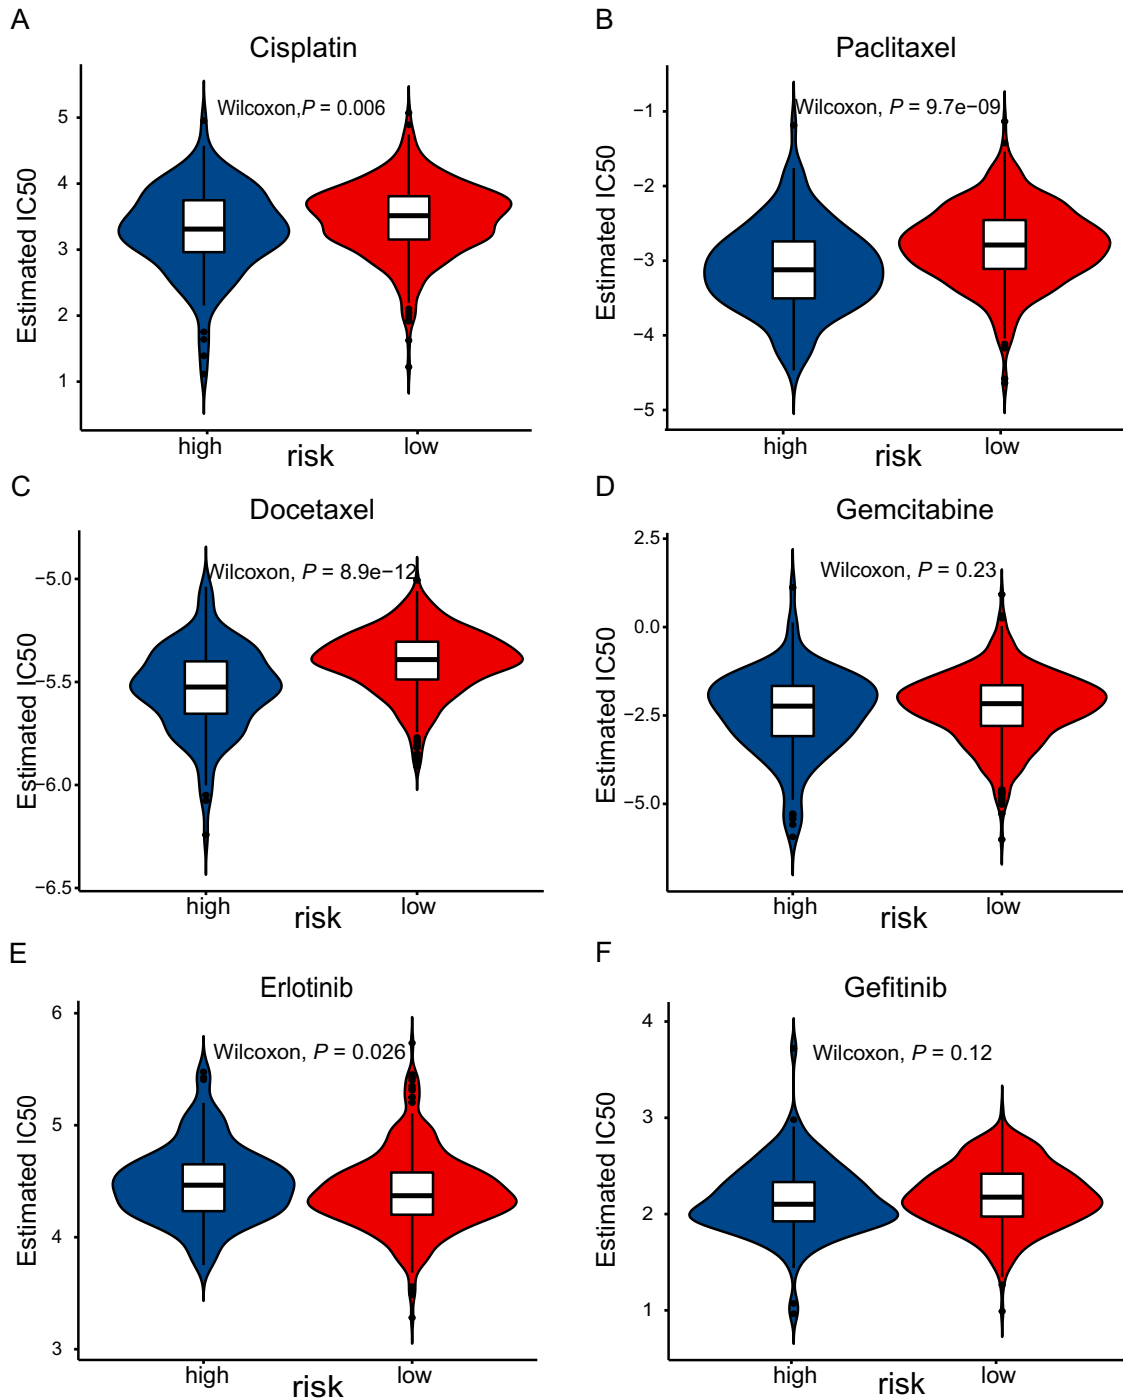 A
Cisplatin
Wilcoxon,P = 0.006
Estimated IC50
5
4
3
2
1
high
low
risk
B
Paclitaxel
Wilcoxon, P = 9.7e−09
Estimated IC50
−1
−2
−3
−4
−5
high
low
risk
C
Docetaxel
Wilcoxon, P = 8.9e−12
Estimated IC50
−5.0
−5.5
−6.0
−6.5
high
low
risk
D
Gemcitabine
Wilcoxon, P = 0.23
Estimated IC50
2.5
0.0
−2.5
−5.0
high
low
risk
E
Erlotinib
Wilcoxon, P = 0.026
Estimated IC50
6
5
4
3
high
low
risk
F
Gefitinib
Wilcoxon, P = 0.12
Estimated IC50
4
3
2
1
high
low
risk